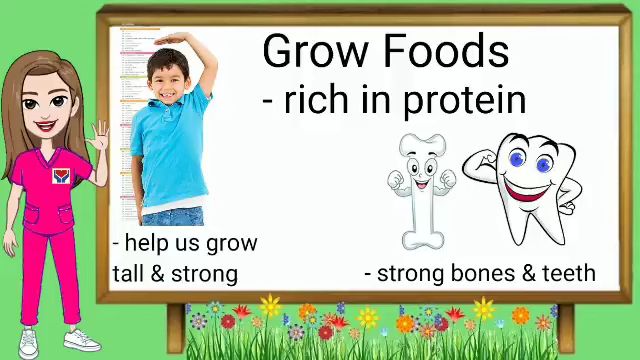 Grow Foods
- rich in protein
- help us grow
tall & strong
- strong bones & teeth